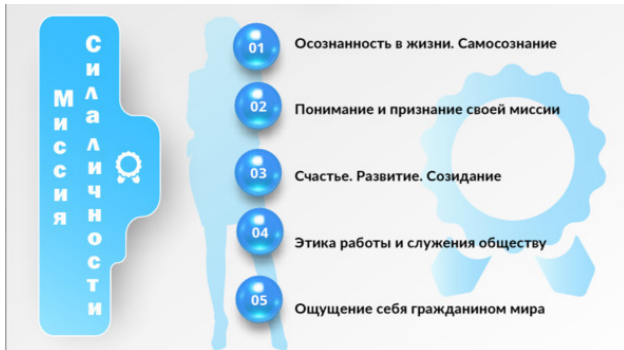 Миссия
Сила личности
01
Осознанность в жизни. Самосознание
02
Понимание и признание своей миссии
03
Счастье. Развитие. Созидание
04
Этика работы и служения обществу
05
Ощущение себя гражданином мира